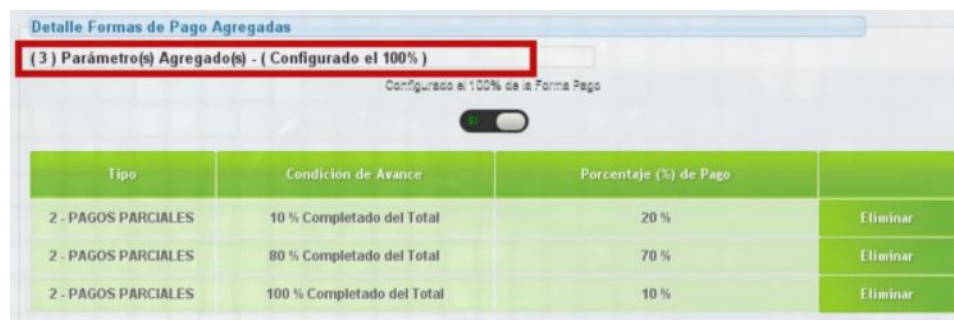 Detalle Formas de Pago Agregadas
( 3 ) Parámetro(s) Agregado(s) - ( Configurado el 100% )
Configurado el 100% de la Forma Pago
SI
Tipo Condición de Avance Porcentaje (%) de Pago
2 - PAGOS PARCIALES 10 % Completado del Total 20 % Eliminar
2 - PAGOS PARCIALES 80 % Completado del Total 70 % Eliminar
2 - PAGOS PARCIALES 100 % Completado del Total 10 % Eliminar